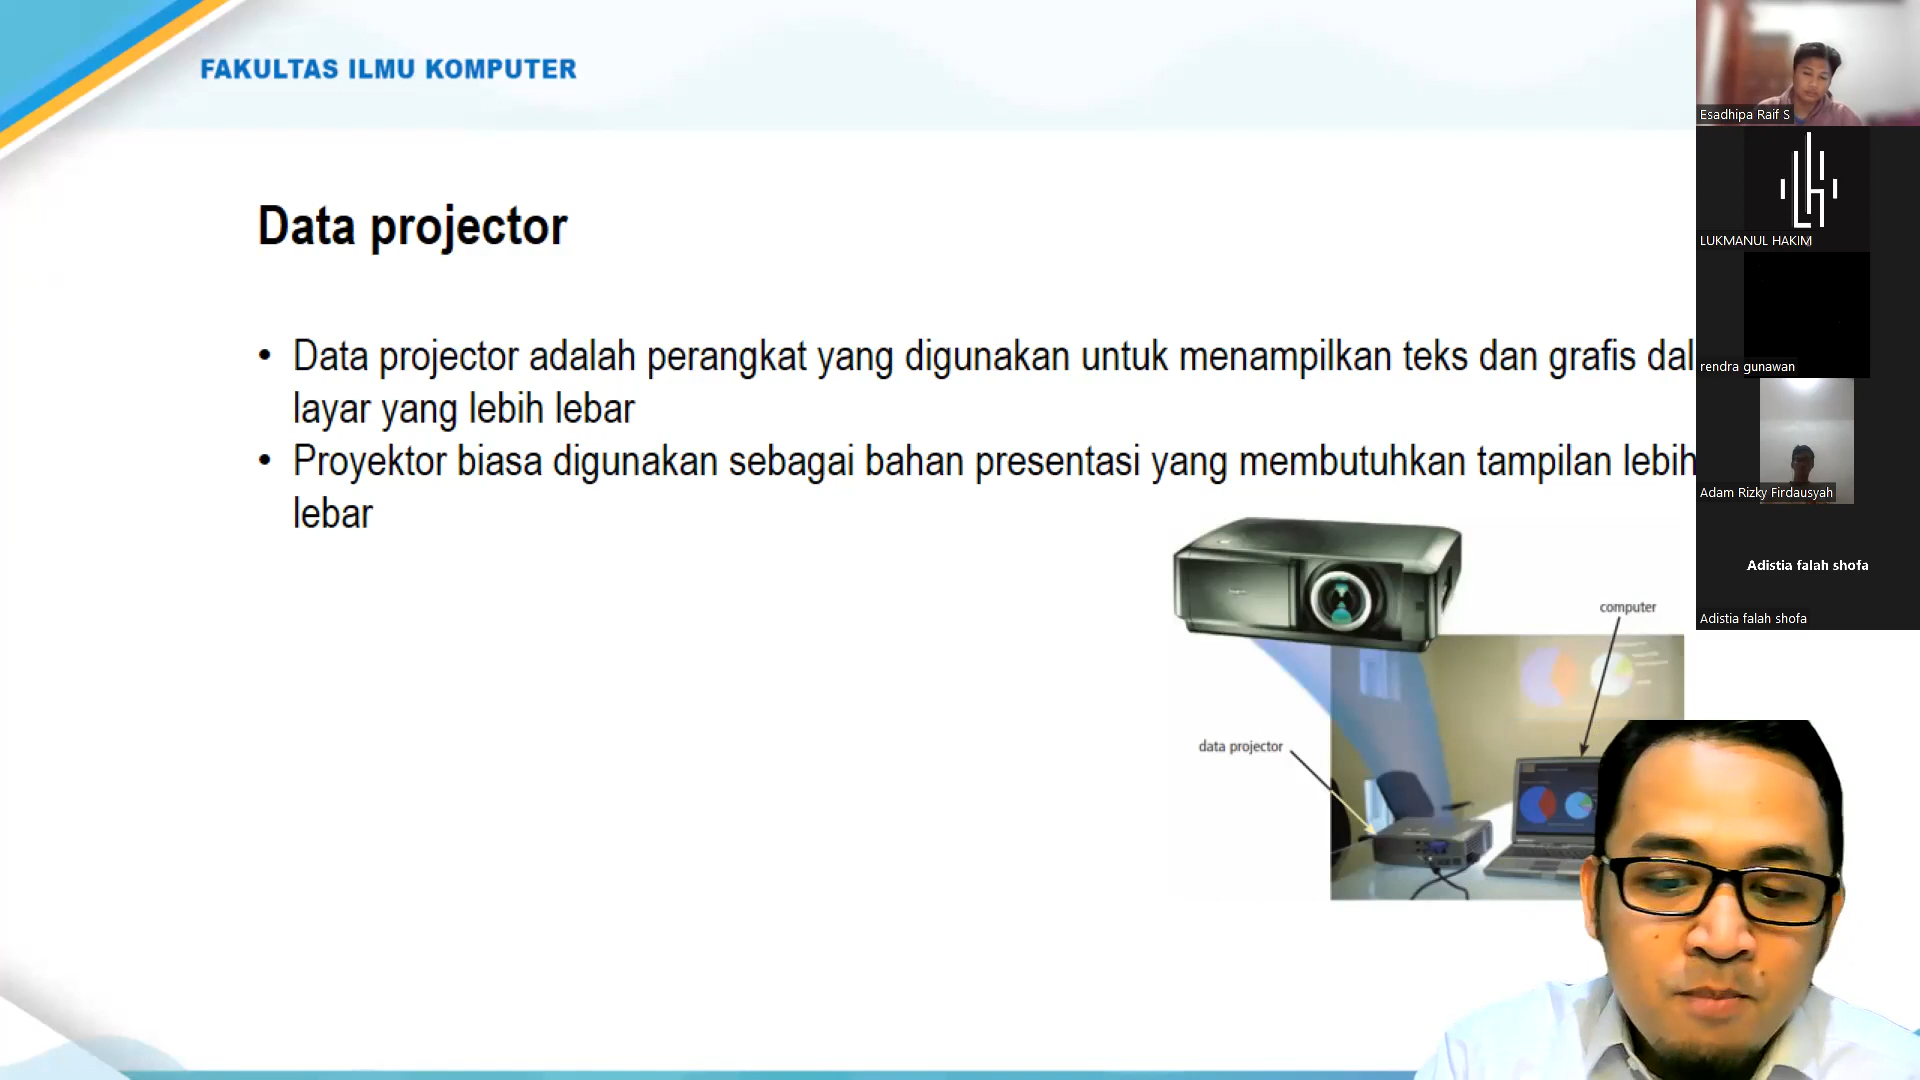 FAKULTAS ILMU KOMPUTER
Data projector
• Data projector adalah perangkat yang digunakan untuk menampilkan teks dan grafis dal
layar yang lebih lebar
• Proyektor biasa digunakan sebagai bahan presentasi yang membutuhkan tampilan lebih
lebar
computer
data projector
Esadhipa Raif S
LUKMANUL HAKIM
rendra gunawan
Adam Rizky Firdausyah
Adistia falah shofa
Adistia falah shofa